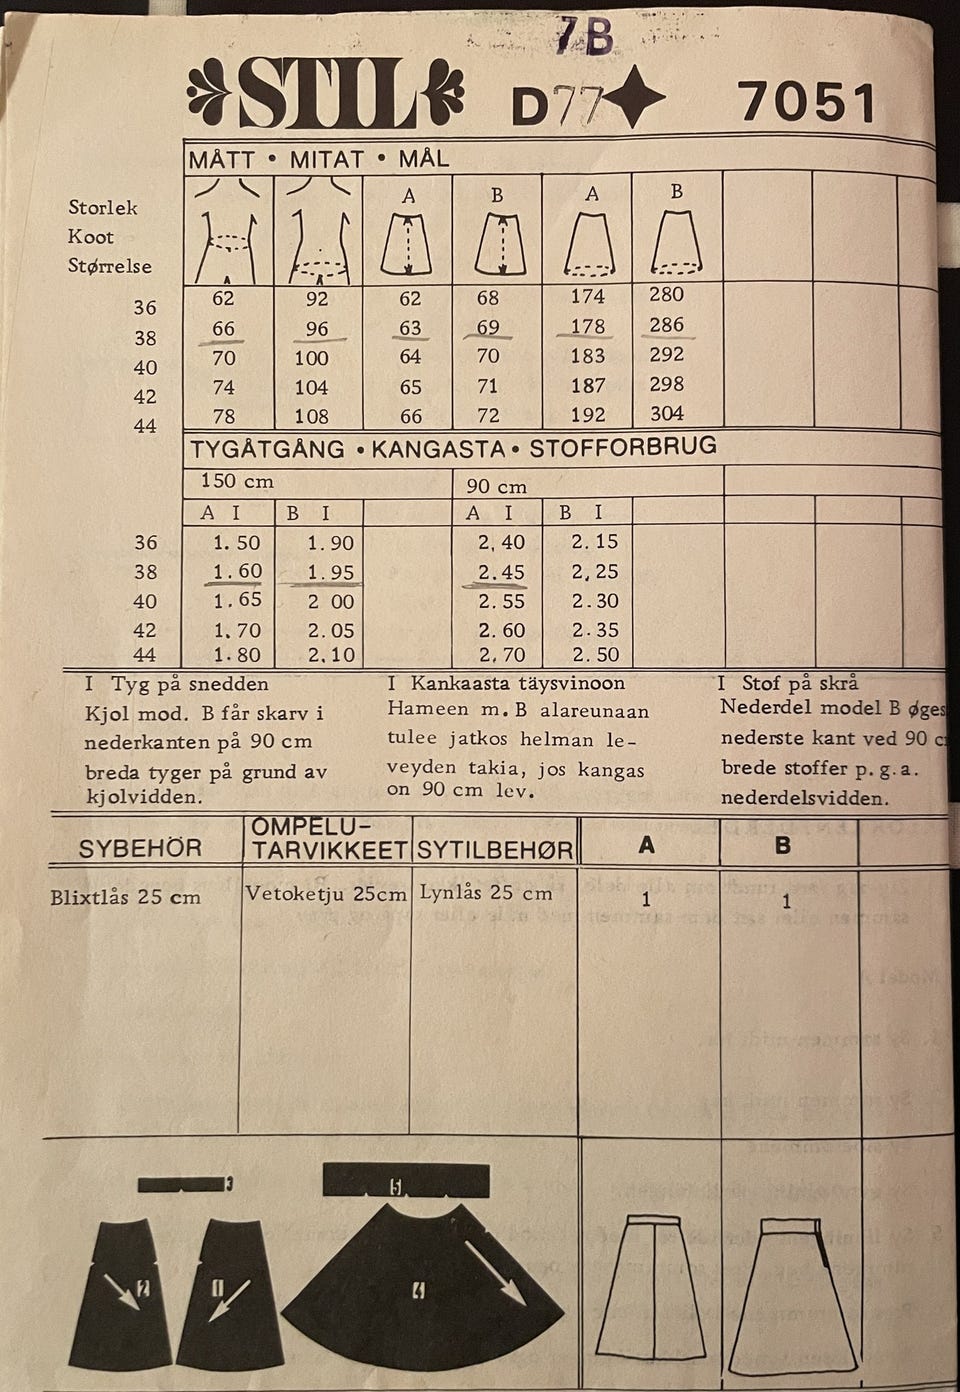 7B
STIL D77 7051
MÅTT • MITAT • MÅL
Storlek
Koot
Størrelse
A B A B
36 62 92 62 68 174 280
38 66 96 63 69 178 286
40 70 100 64 70 183 292
42 74 104 65 71 187 298
44 78 108 66 72 192 304
TYGÅTGÅNG • KANGASTA • STOFFORBRUG
150 cm 90 cm
A I B I A I B I
36 1.50 1.90 2,40 2.15
38 1.60 1.95 2.45 2,25
40 1.65 2 00 2.55 2.30
42 1.70 2.05 2.60 2.35
44 1.80 2.10 2.70 2.50
I Tyg på snedden
Kjol mod. B får skarv i
nederkanten på 90 cm
breda tyger på grund av
kjolvidden.
I Kankaasta täysvinoon
Hameen m. B alareunaan
tulee jatkos helman le-
veyden takia, jos kangas
on 90 cm lev.
I Stof på skrå
Nederdel model B øges
nederste kant ved 90 c
brede stoffer p.g.a.
nederdelsvidden.
SYBEHÖR OMPELU-TARVIKKEET SYTILBEHØR A B
Blixtlås 25 cm Vetoketju 25cm Lynlås 25 cm 1 1
3 5
2 1 4